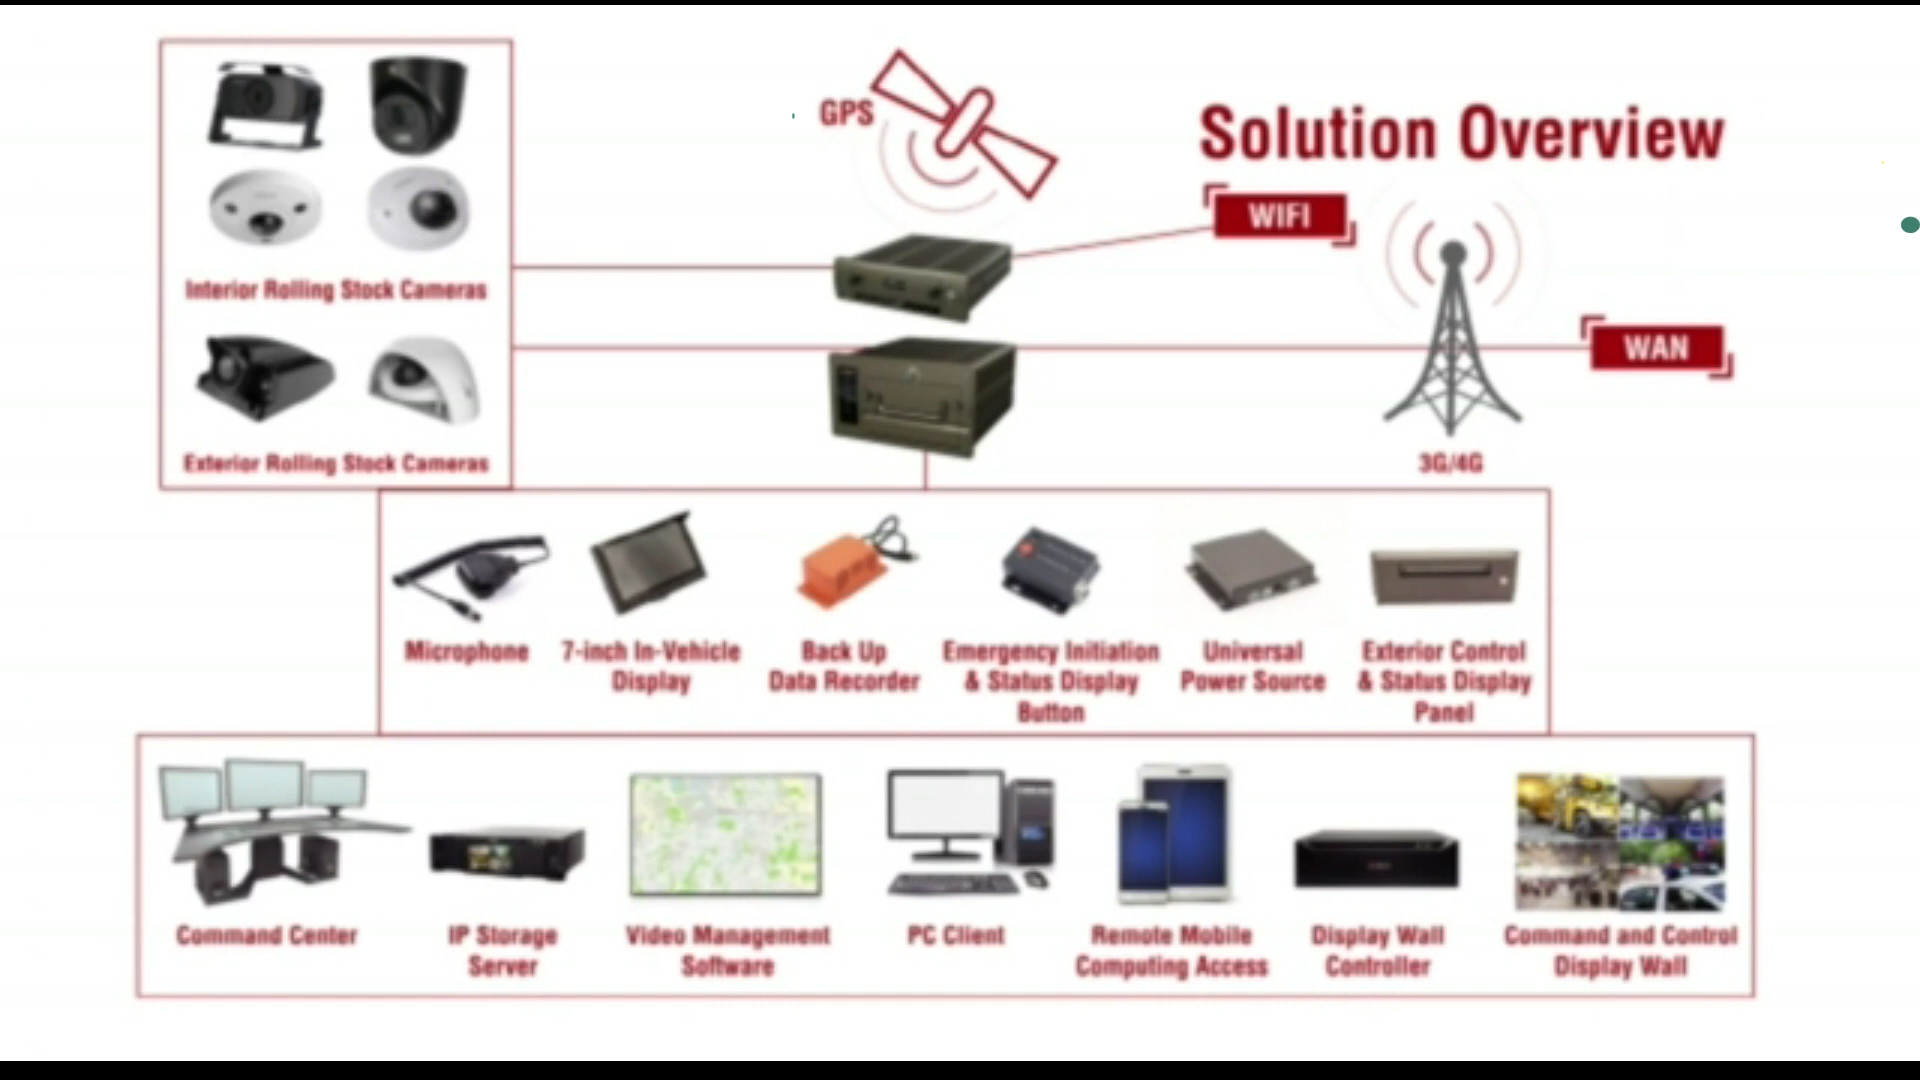 GPS
Solution Overview
WIFI
Interior Rolling Stock Cameras
WAN
Exterior Rolling Stock Cameras
3G/4G
Microphone
7-inch In-Vehicle
Display
Back Up
Data Recorder
Emergency Initiation
& Status Display
Button
Universal
Power Source
Exterior Control
& Status Display
Panel
Command Center
IP Storage
Server
Video Management
Software
PC Client
Remote Mobile
Computing Access
Display Wall
Controller
Command and Control
Display Wall